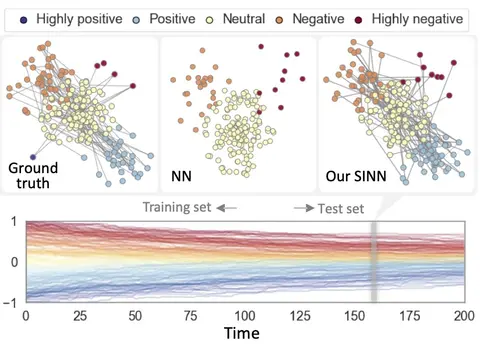 Highly positive Positive Neutral Negative Highly negative
Ground truth
NN
Our SINN
Training set
Test set
1
0
−1
0 25 50 75 100 125 150 175 200
Time